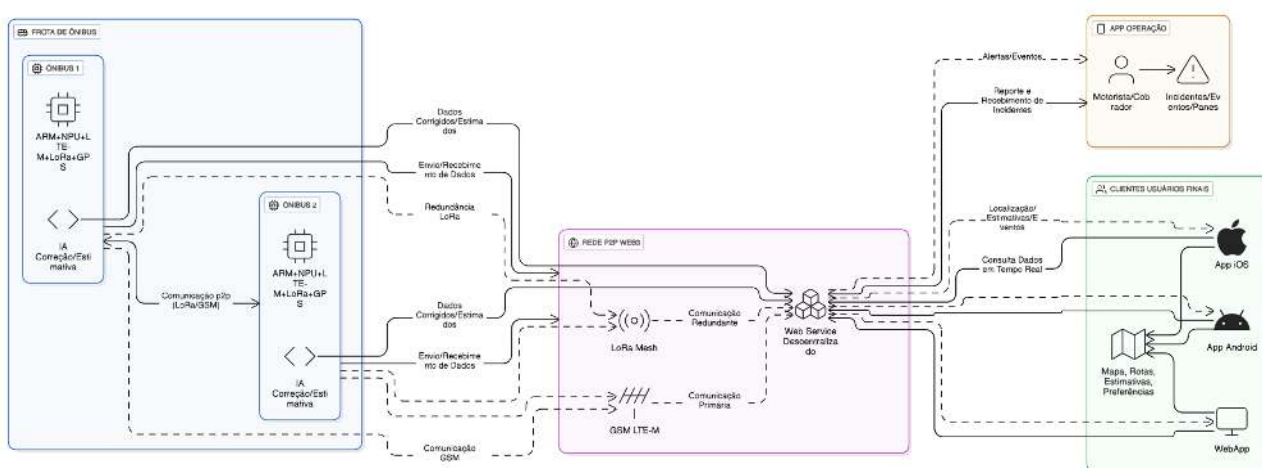 FROTA DE ÔNIBUS
ÔNIBUS 1
ARM+NPU+L
TE-
M+LoRa+GP
S
IA
Correção/Esti
mativa
ÔNIBUS 2
ARM+NPU+L
TE-
M+LoRa+GP
S
IA
Correção/Esti
mativa
Comunicação p2p
(LoRa/GSM)
Dados
Corrigidos/Estima
dos
Envio/Recebime
nto de Dados
Redundância
LoRa
Dados
Corrigidos/Estima
dos
Envio/Recebime
nto de Dados
Comunicação
GSM
REDE P2P WEB3
LoRa Mesh
GSM LTE-M
Comunicação
Redundante
Comunicação
Primária
Web Service
Descentraliza
do
Alertas/Eventos
Reporte e
Recebimento de
Incidentes
Localização/
Estimativas/E
ventos
Consulta Dados
em Tempo Real
APP OPERAÇÃO
Motorista/Cob
rador
Incidentes/Ev
entos/Panes
CLIENTES USUÁRIOS FINAIS
App iOS
App Android
Mapa, Rotas,
Estimativas,
Preferências
WebApp